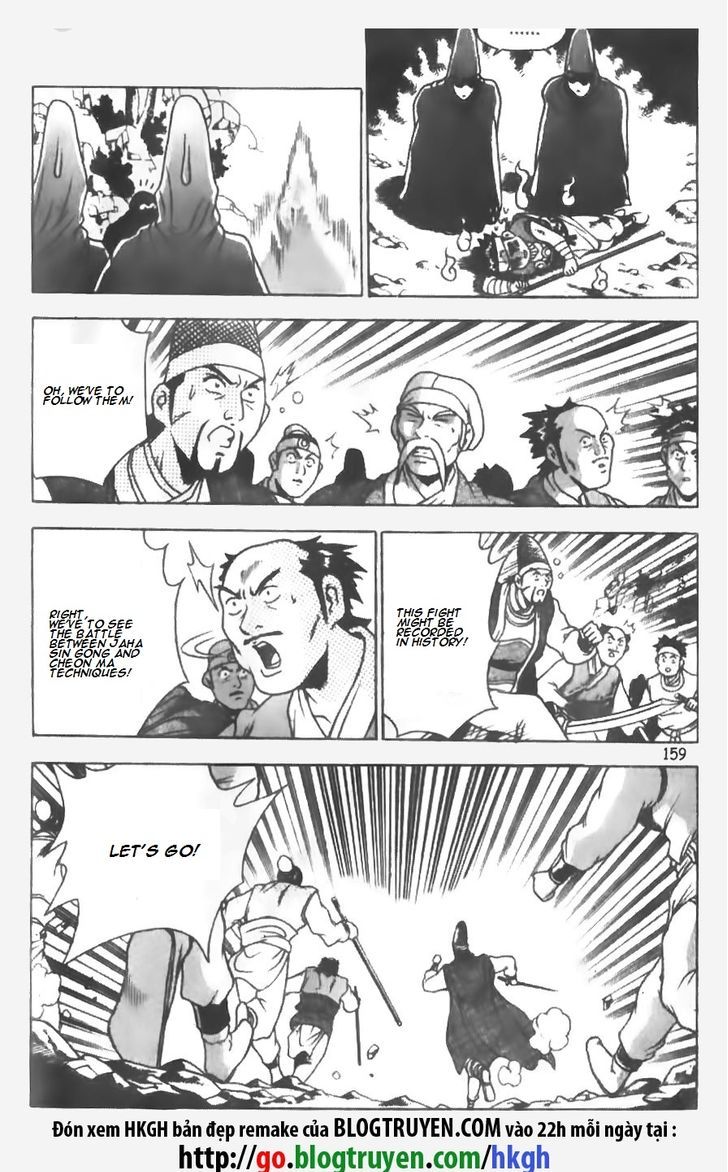 ......
OH, WE'VE TO
FOLLOW THEM!
RIGHT,
WE'VE TO SEE
THE BATTLE
BETWEEN JAHA
SIN GONG AND
CHEON MA
TECHNIQUES!
THIS FIGHT
MIGHT BE
RECORDED
IN HISTORY!
159
LET'S GO!
Đón xem HKGH bản đẹp remake của BLOGTRUYEN.COM vào 22h mỗi ngày tại :
http://go.blogtruyen.com/hkgh